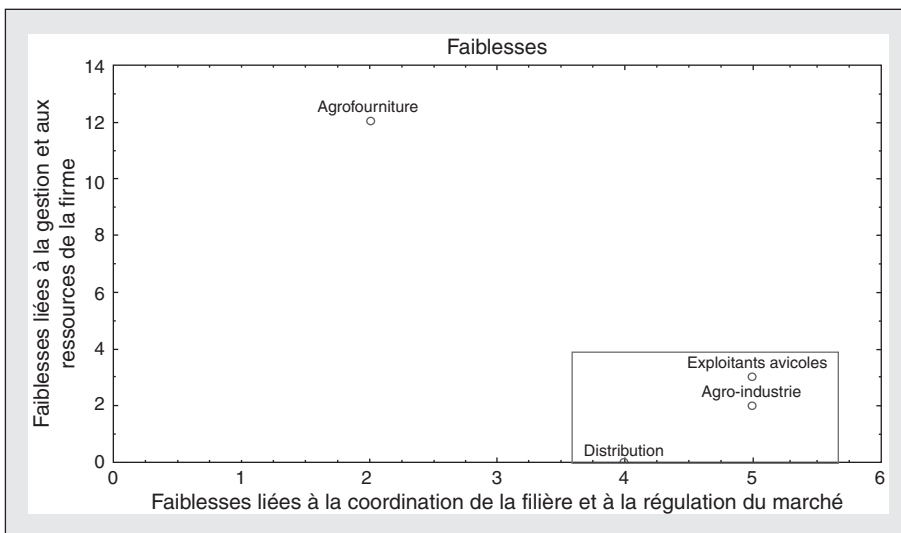 Faiblesses
14
12
10
8
6
4
2
0
Faiblesses liées à la gestion et aux
ressources de la firme
Agrofourniture
Exploitants avicoles
Agro-industrie
Distribution
0 1 2 3 4 5 6
Faiblesses liées à la coordination de la filière et à la régulation du marché